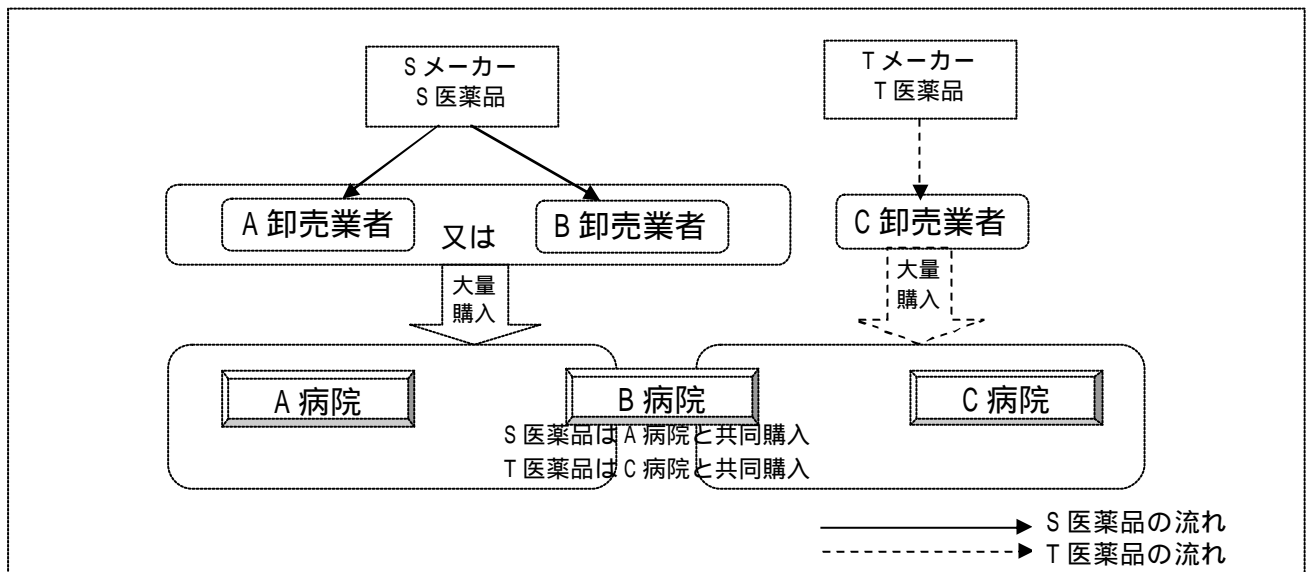 Sメーカー
S医薬品
Tメーカー
T医薬品
A卸売業者
又は
B卸売業者
C卸売業者
大量
購入
大量
購入
A病院
B病院
C病院
S医薬品はA病院と共同購入
T医薬品はC病院と共同購入
S医薬品の流れ
T医薬品の流れ